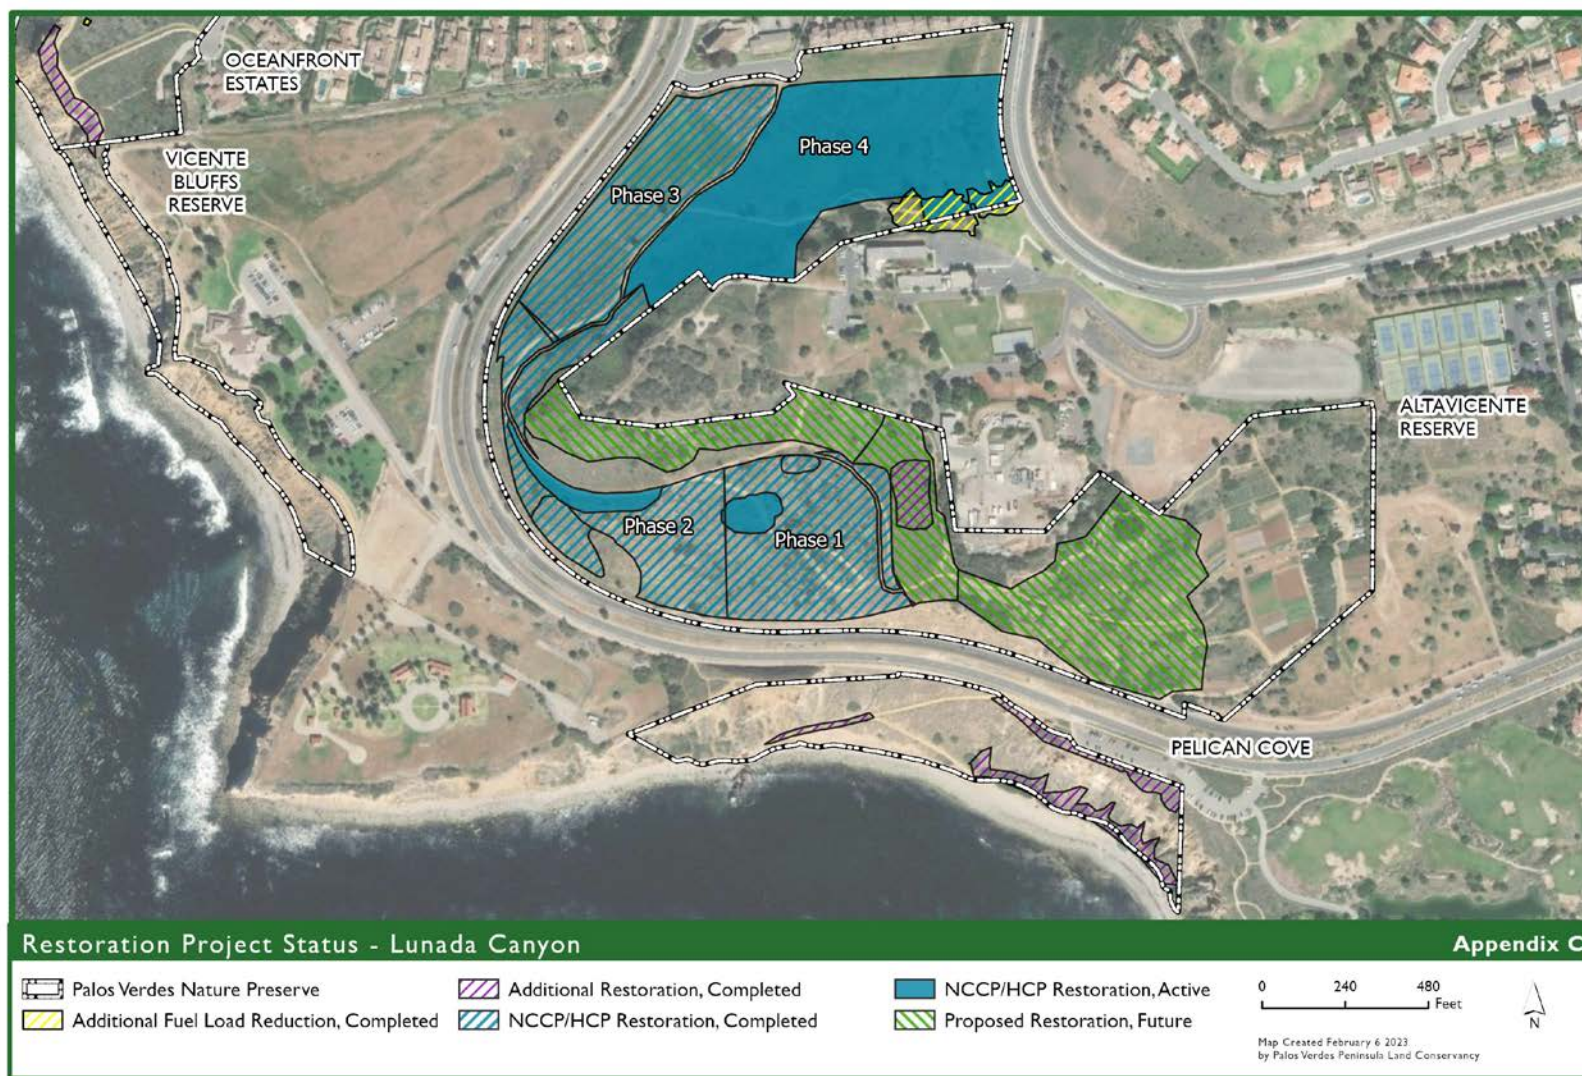 OCEANFRONT
ESTATES
VICENTE
BLUFFS
RESERVE
Phase 4
Phase 3
ALTAVICENTE
RESERVE
Phase 2
Phase 1
PELICAN COVE
Restoration Project Status - Lunada Canyon
Appendix C
Palos Verdes Nature Preserve
Additional Fuel Load Reduction, Completed
Additional Restoration, Completed
NCCP/HCP Restoration, Completed
NCCP/HCP Restoration, Active
Proposed Restoration, Future
0 240 480
Feet
N
Map Created February 6 2023
by Palos Verdes Peninsula Land Conservancy